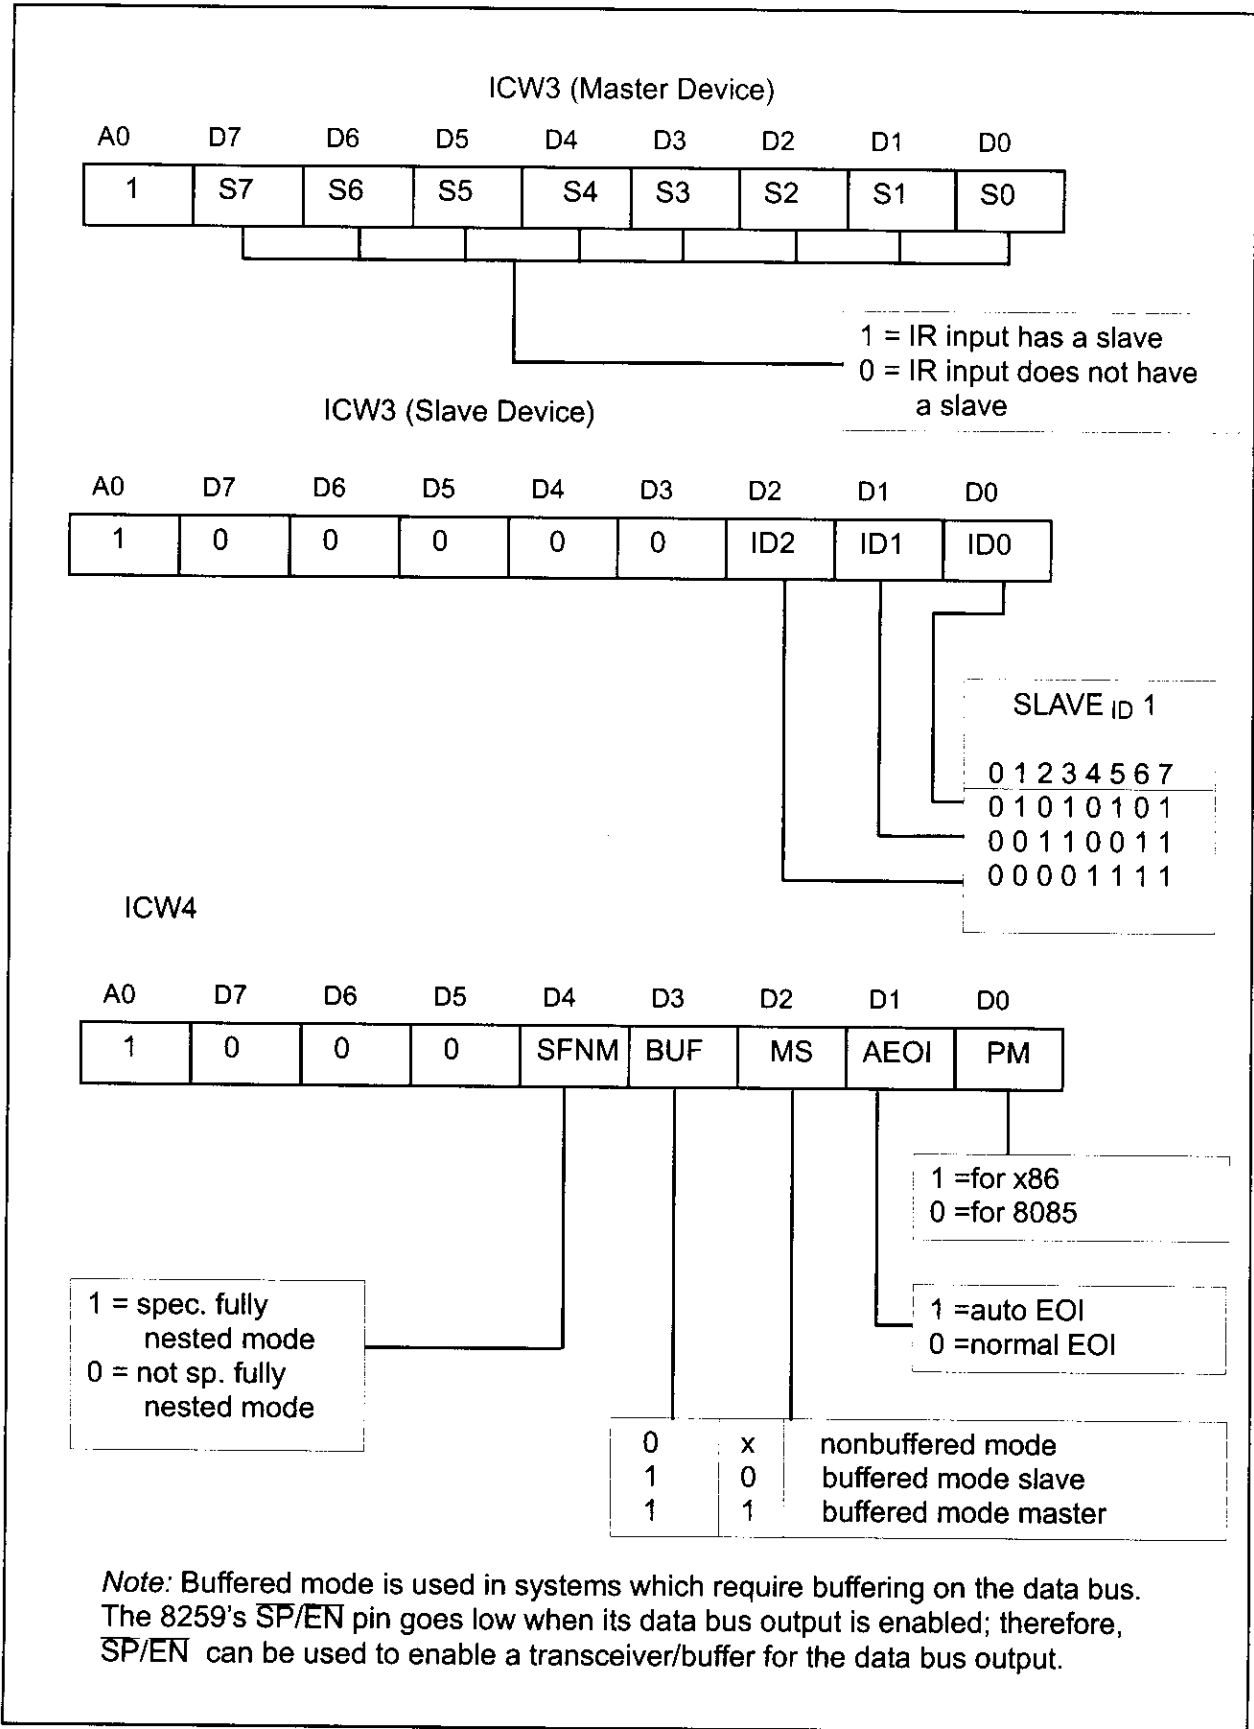 ICW3 (Master Device)
A0 D7 D6 D5 D4 D3 D2 D1 D0
1 S7 S6 S5 S4 S3 S2 S1 S0
1 = IR input has a slave
0 = IR input does not have
a slave
ICW3 (Slave Device)
A0 D7 D6 D5 D4 D3 D2 D1 D0
1 0 0 0 0 0 ID2 ID1 ID0
SLAVE ID 1
0 1 2 3 4 5 6 7
0 1 0 1 0 1 0 1
0 0 1 1 0 0 1 1
0 0 0 0 1 1 1 1
ICW4
A0 D7 D6 D5 D4 D3 D2 D1 D0
1 0 0 0 SFNM BUF MS AEOI PM
1 =for x86
0 =for 8085
1 =auto EOI
0 =normal EOI
1 = spec. fully
nested mode
0 = not sp. fully
nested mode
0 x nonbuffered mode
1 0 buffered mode slave
1 1 buffered mode master
Note: Buffered mode is used in systems which require buffering on the data bus.
The 8259's S̅P̅/E̅N̅ pin goes low when its data bus output is enabled; therefore,
S̅P̅/E̅N̅ can be used to enable a transceiver/buffer for the data bus output.